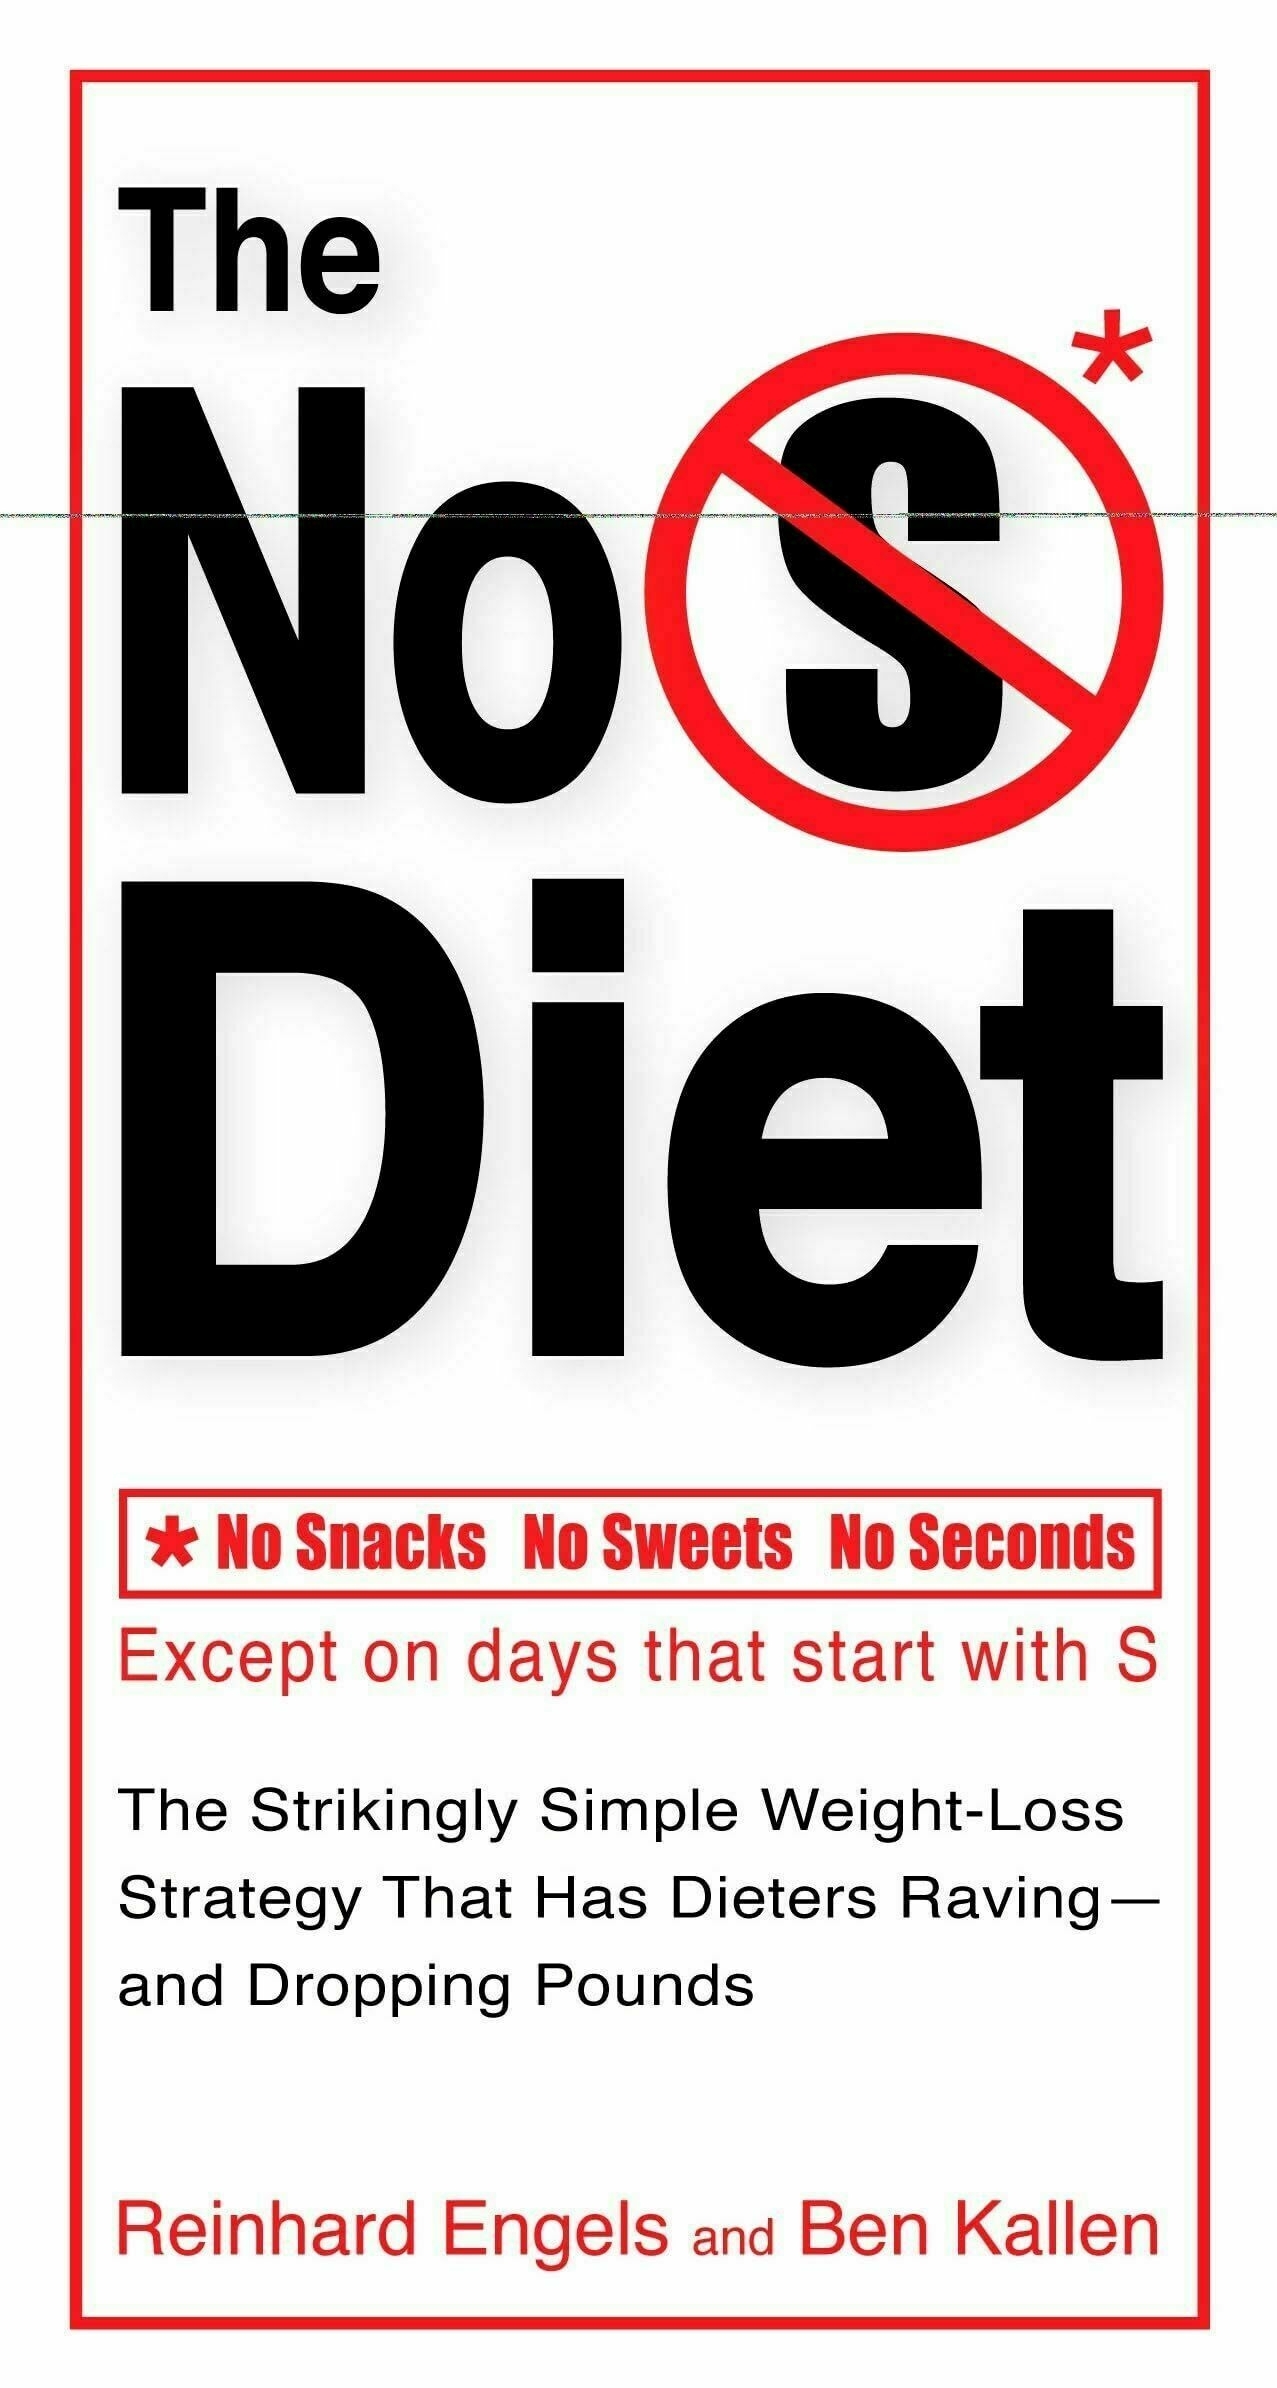 The
No S*
Diet
* No Snacks No Sweets No Seconds
Except on days that start with S
The Strikingly Simple Weight-Loss
Strategy That Has Dieters Raving—
and Dropping Pounds
Reinhard Engels and Ben Kallen